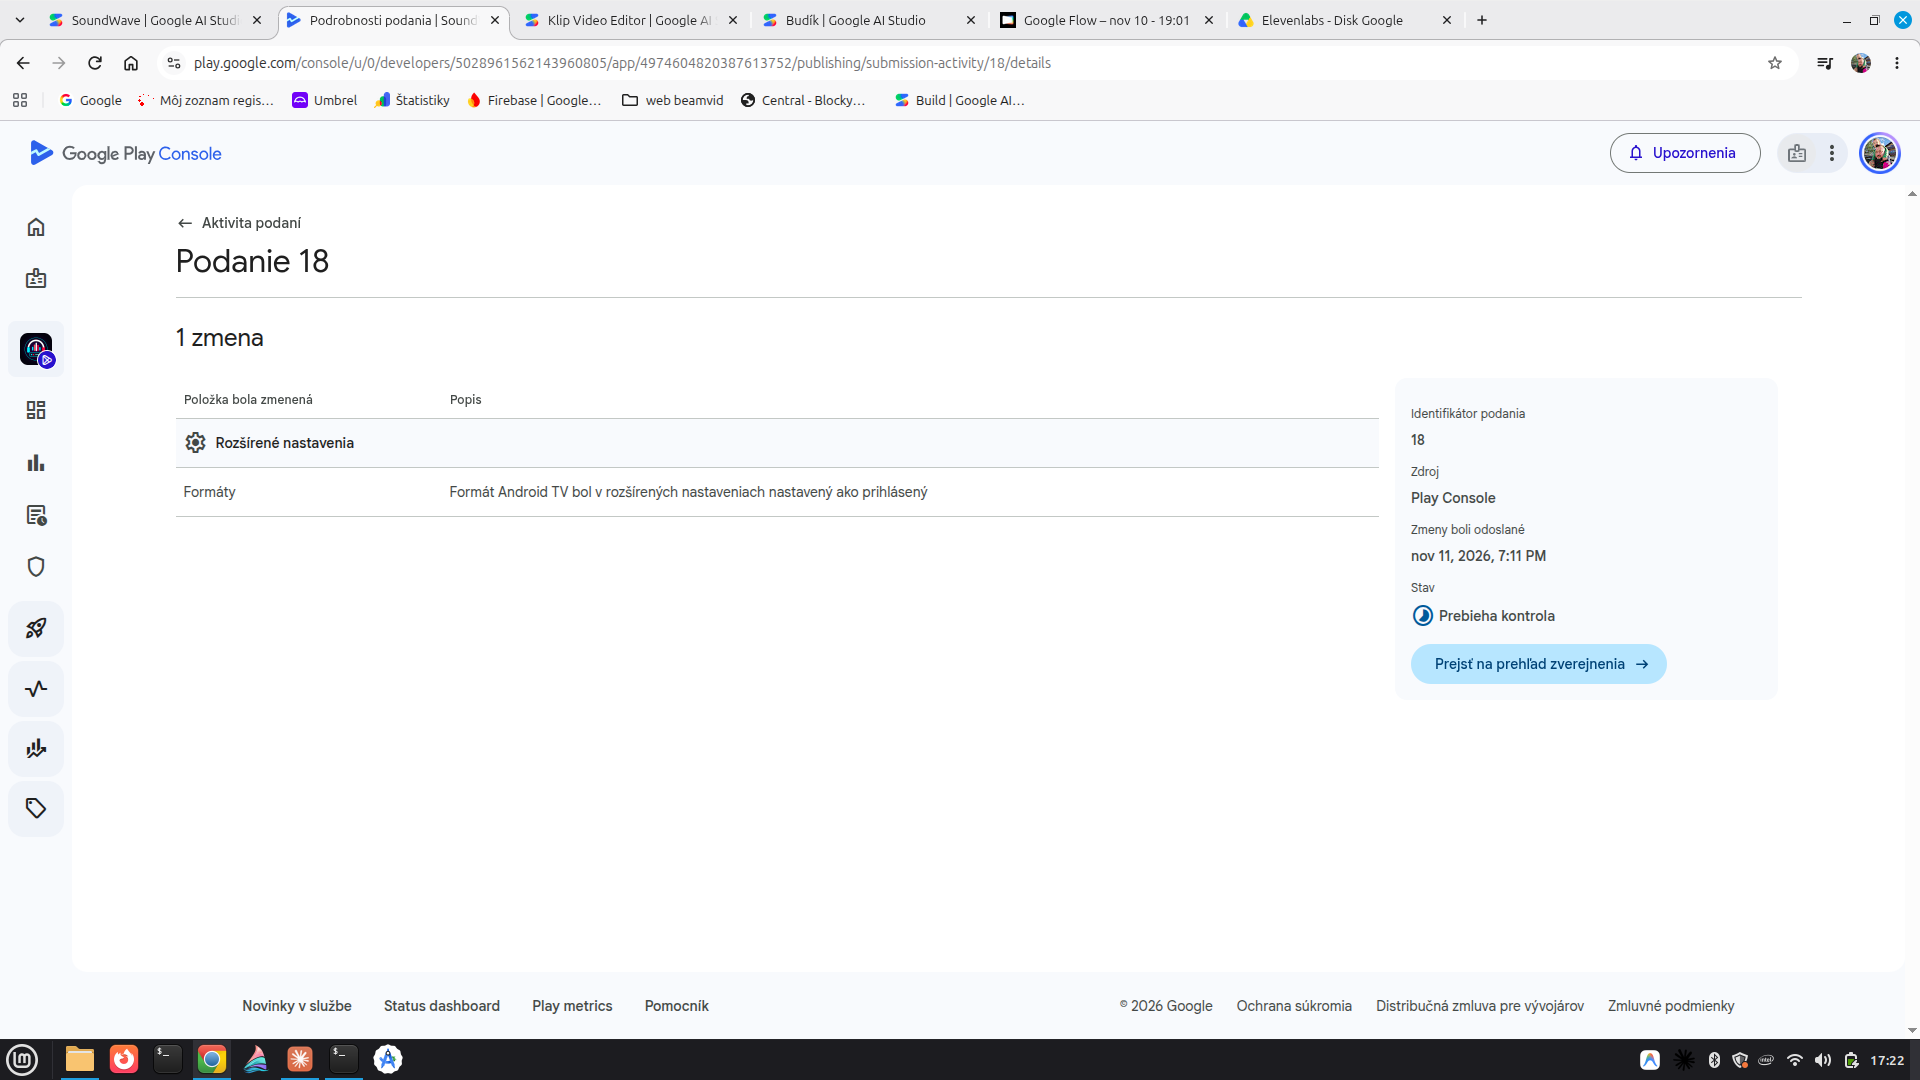 SoundWave | Google AI Studi
Podrobnosti podania | Sound
Klip Video Editor | Google AI
Budík | Google AI Studio
Google Flow – nov 10 - 19:01
Elevenlabs - Disk Google
play.google.com/console/u/0/developers/5028961562143960805/app/4974604820387613752/publishing/submission-activity/18/details
Google
Môj zoznam regis…
Umbrel
Štatistiky
Firebase | Google…
web beamvid
Central - Blocky…
Build | Google AI…
Google Play Console
Upozornenia
Aktivita podaní
Podanie 18
1 zmena
Položka bola zmenená
Popis
Rozšírené nastavenia
Formáty
Formát Android TV bol v rozšírených nastaveniach nastavený ako prihlásený
Identifikátor podania
18
Zdroj
Play Console
Zmeny boli odoslané
nov 11, 2026, 7:11 PM
Stav
Prebieha kontrola
Prejsť na prehľad zverejnenia
Novinky v službe
Status dashboard
Play metrics
Pomocník
© 2026 Google
Ochrana súkromia
Distribučná zmluva pre vývojárov
Zmluvné podmienky
17:22